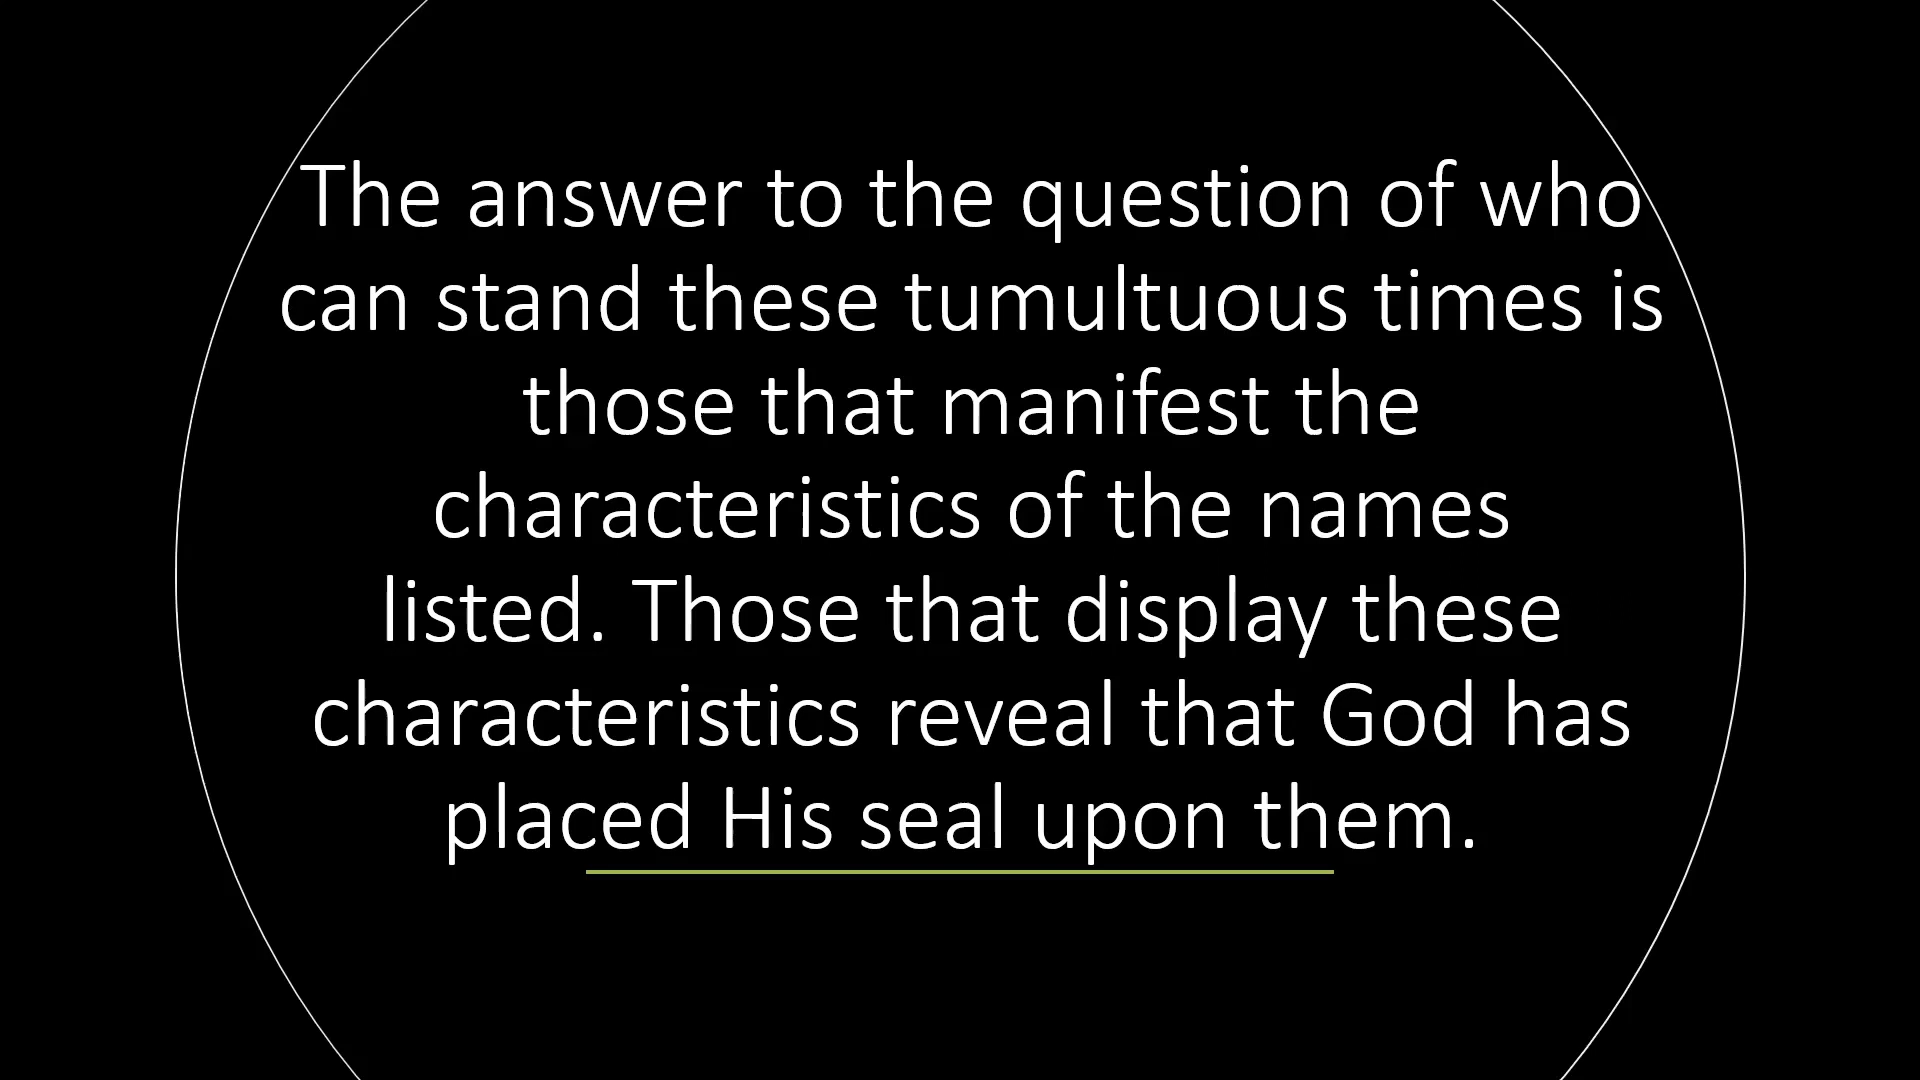 The answer to the question of who
can stand these tumultuous times is
those that manifest the
characteristics of the names
listed. Those that display these
characteristics reveal that God has
placed His seal upon them.